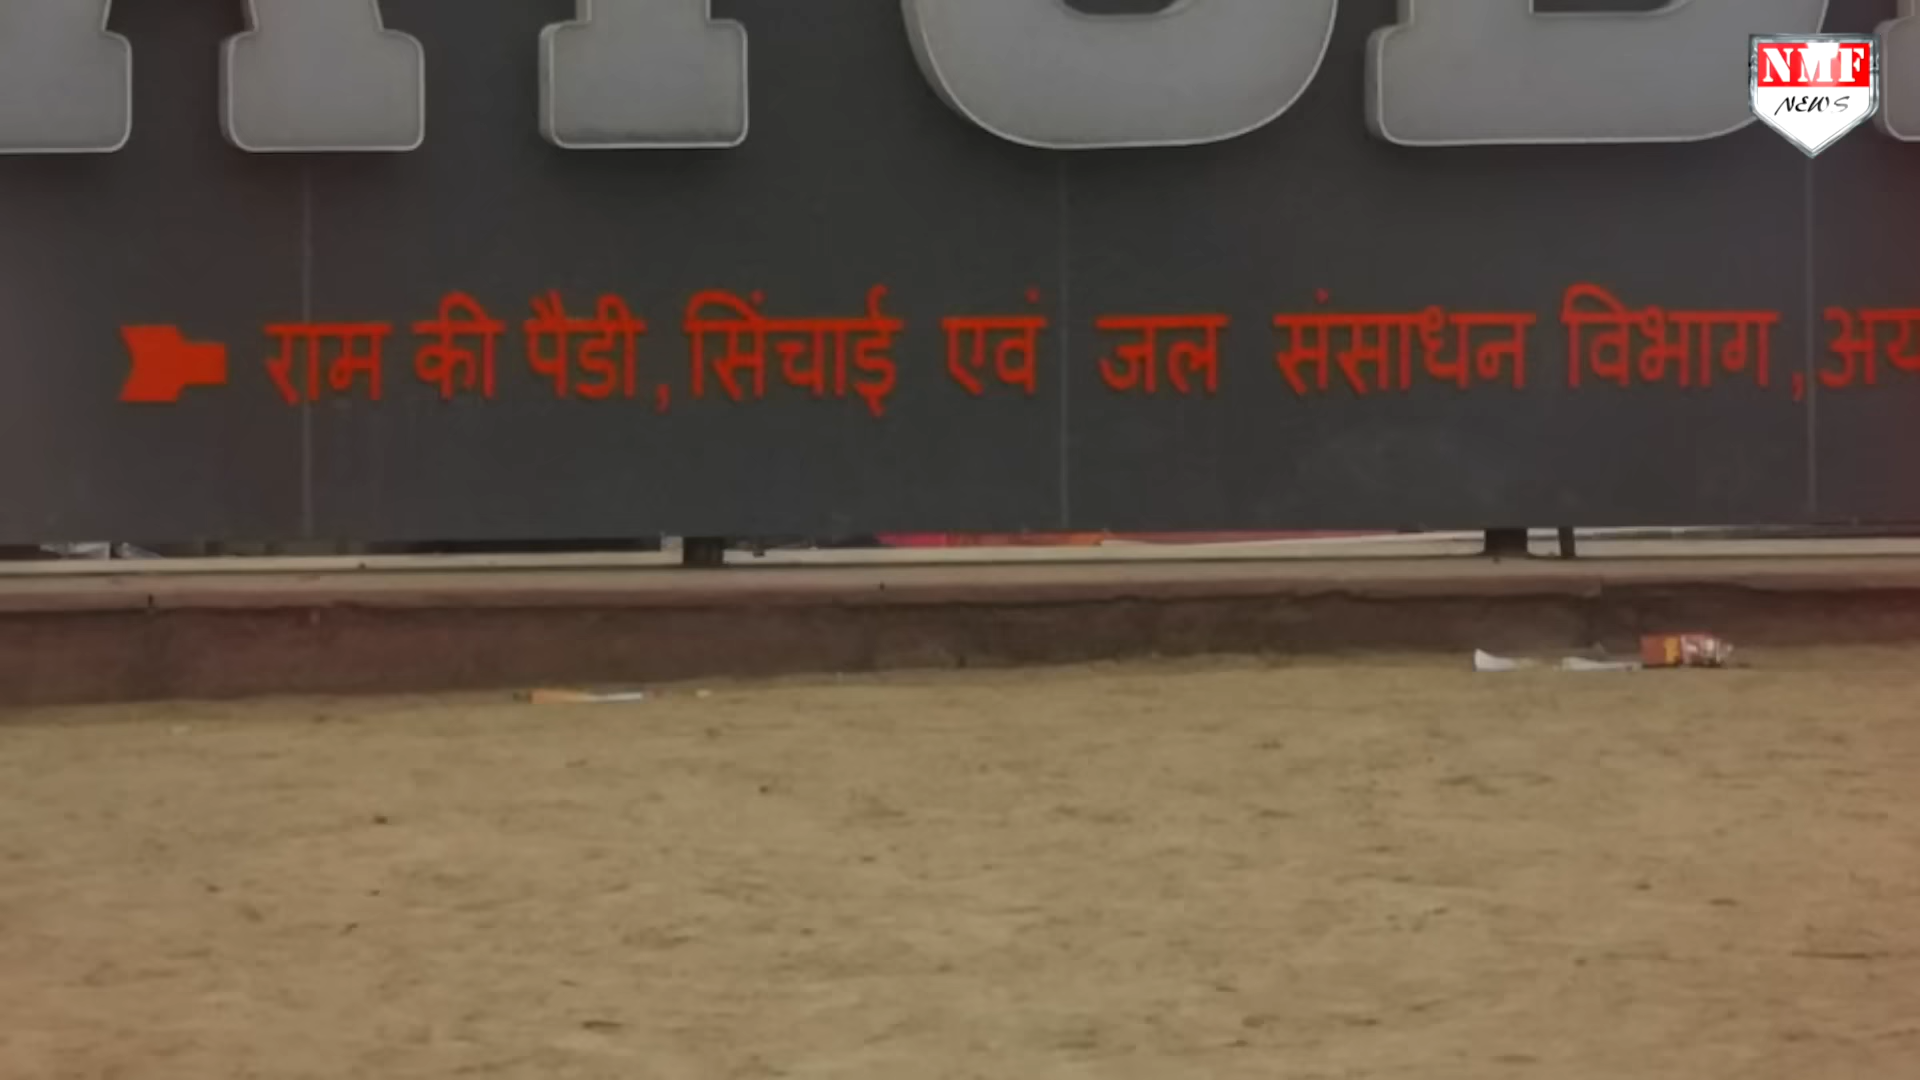 NMF
NEWS
राम की पैडी, सिंचाई एवं जल संसाधन विभाग,